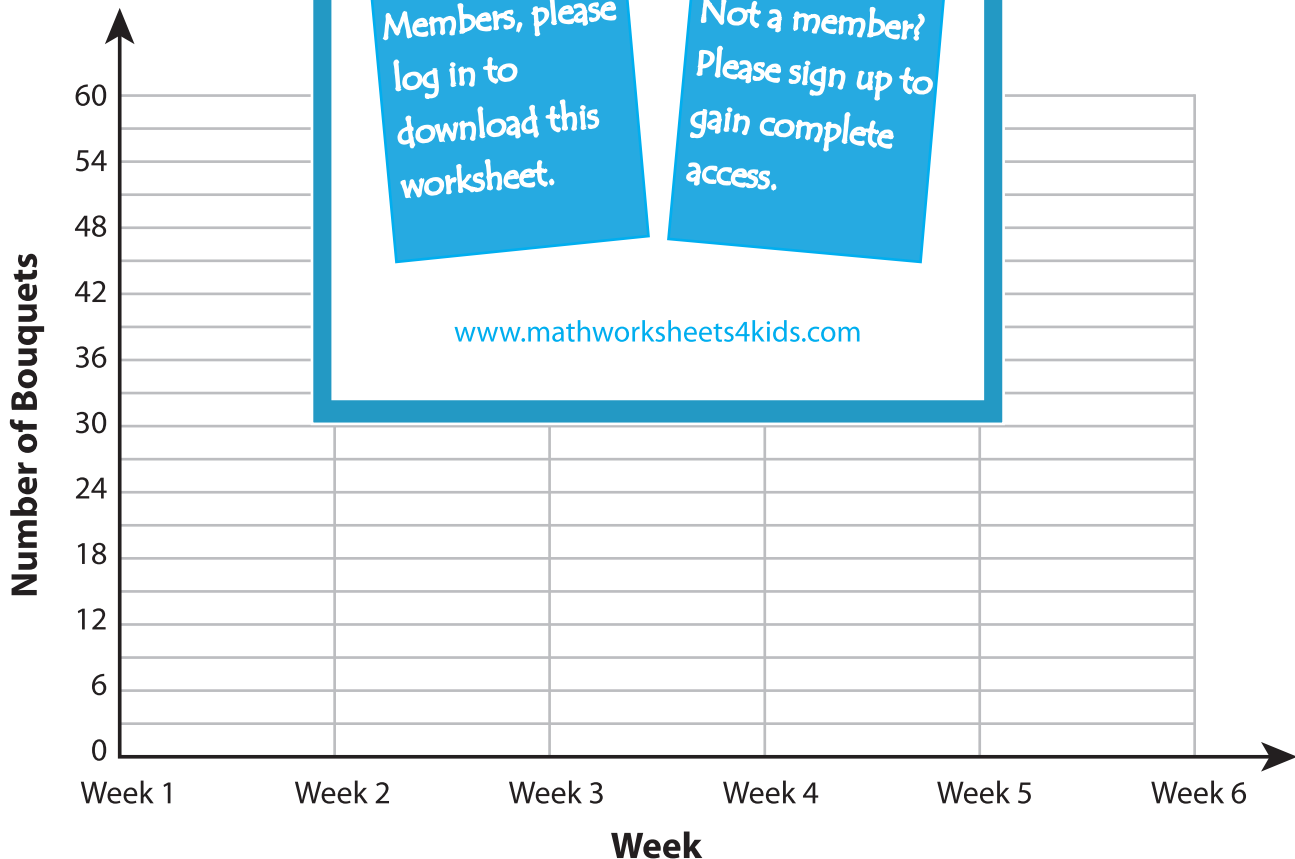 Members, please
log in to
download this
worksheet.
Not a member?
Please sign up to
gain complete
access.
www.mathworksheets4kids.com
Number of Bouquets
60
54
48
42
36
30
24
18
12
6
0
Week 1 Week 2 Week 3 Week 4 Week 5 Week 6
Week